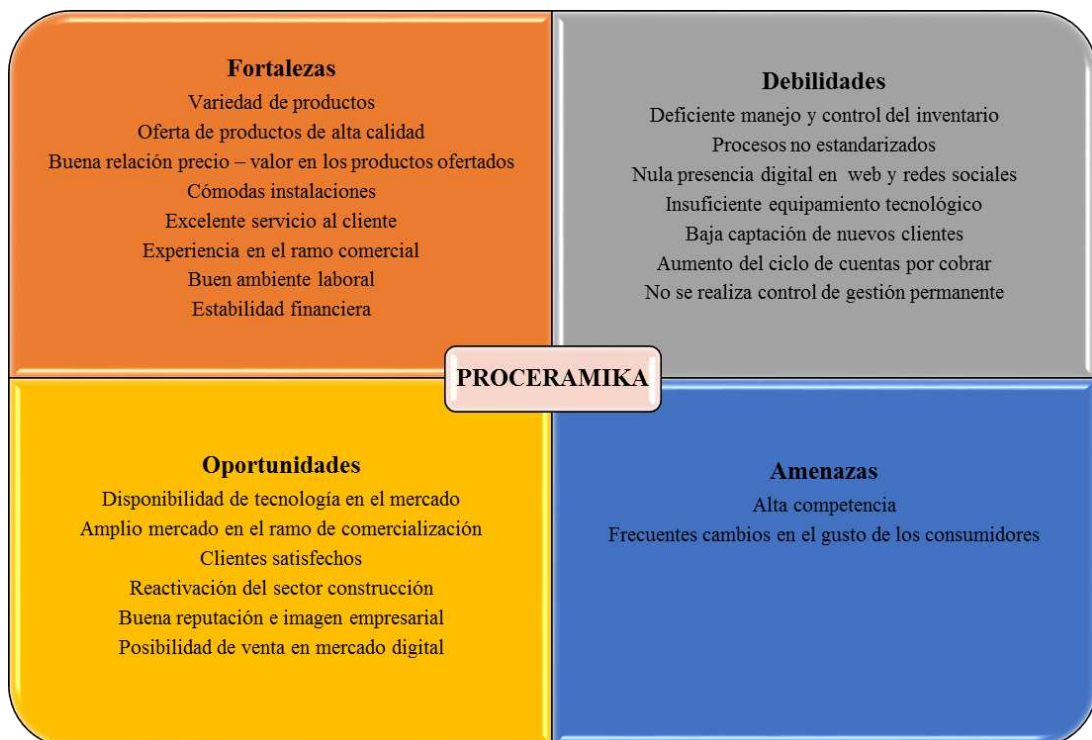 Fortalezas
Variedad de productos
Oferta de productos de alta calidad
Buena relación precio – valor en los productos ofertados
Cómodas instalaciones
Excelente servicio al cliente
Experiencia en el ramo comercial
Buen ambiente laboral
Estabilidad financiera
Debilidades
Deficiente manejo y control del inventario
Procesos no estandarizados
Nula presencia digital en web y redes sociales
Insuficiente equipamiento tecnológico
Baja captación de nuevos clientes
Aumento del ciclo de cuentas por cobrar
No se realiza control de gestión permanente
PROCERAMIKA
Oportunidades
Disponibilidad de tecnología en el mercado
Amplio mercado en el ramo de comercialización
Clientes satisfechos
Reactivación del sector construcción
Buena reputación e imagen empresarial
Posibilidad de venta en mercado digital
Amenazas
Alta competencia
Frecuentes cambios en el gusto de los consumidores